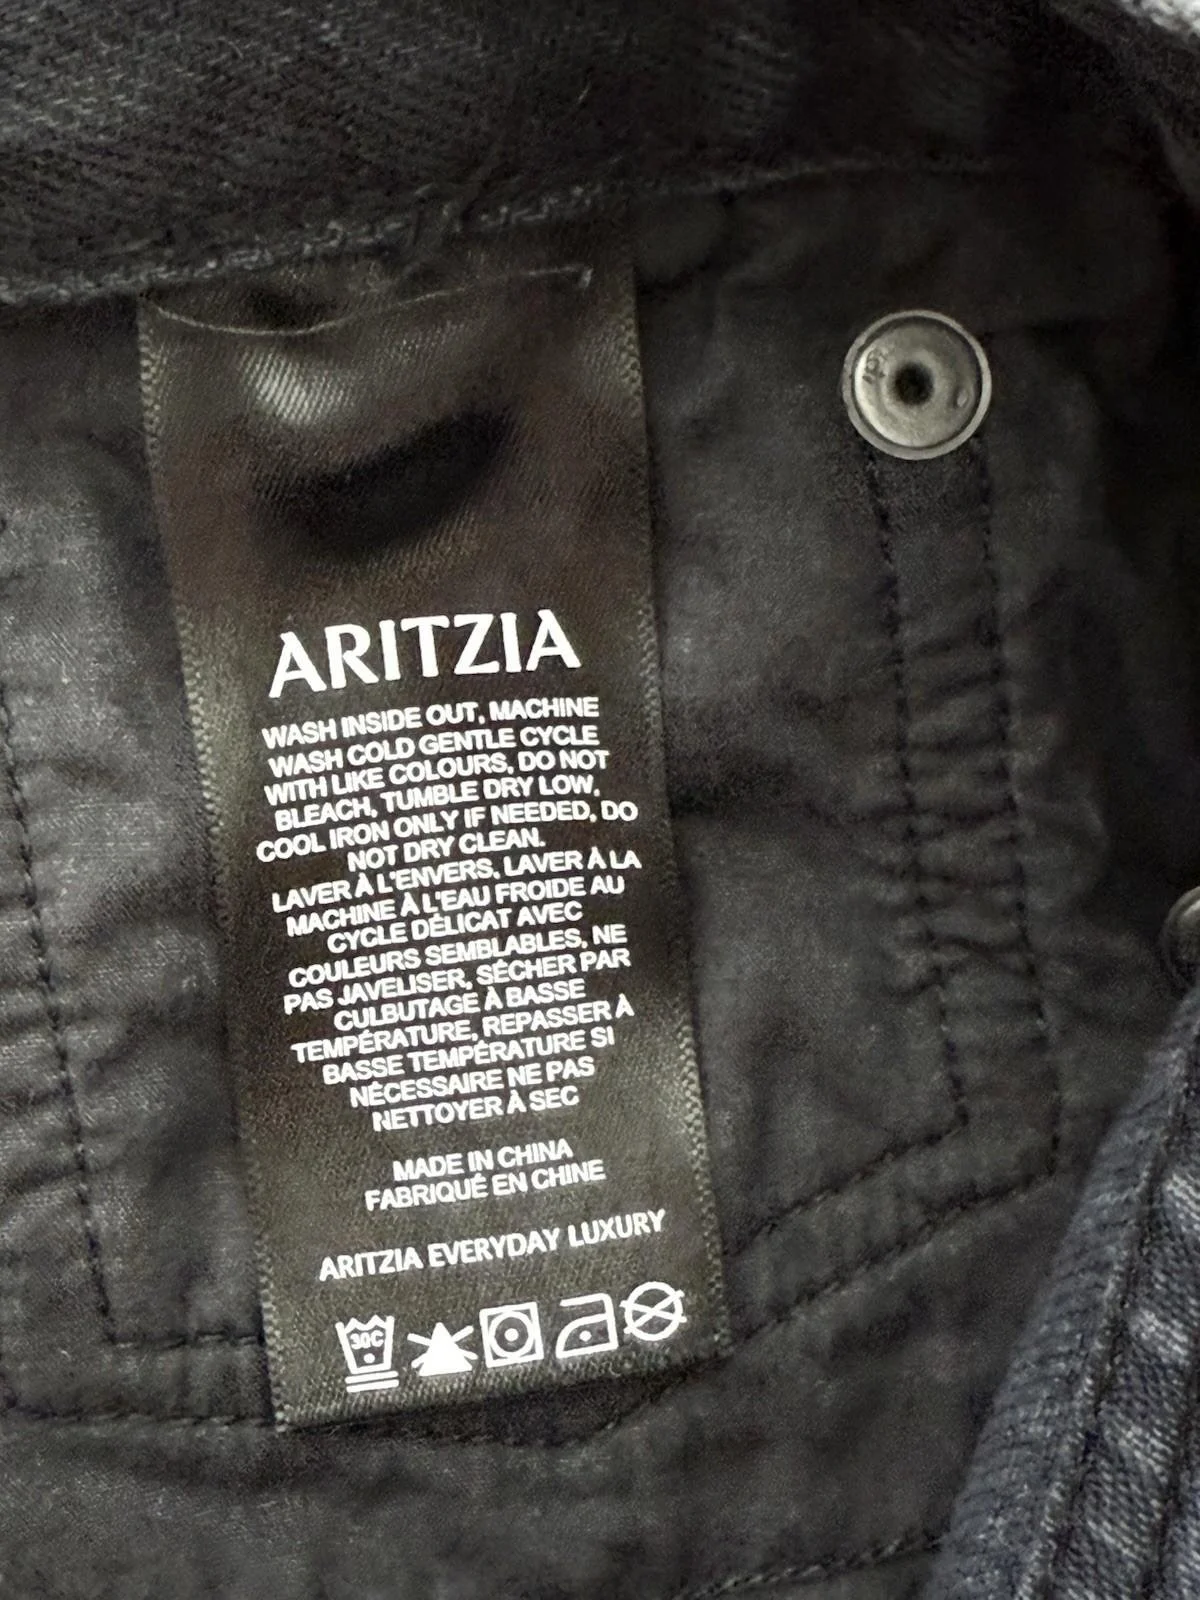 ARITZIA
WASH INSIDE OUT, MACHINE
WASH COLD GENTLE CYCLE
WITH LIKE COLOURS, DO NOT
BLEACH, TUMBLE DRY LOW,
COOL IRON ONLY IF NEEDED, DO
NOT DRY CLEAN.
LAVER À L'ENVERS, LAVER À LA
MACHINE À L'EAU FROIDE AU
CYCLE DÉLICAT AVEC
COULEURS SEMBLABLES, NE
PAS JAVELISER, SÉCHER PAR
CULBUTAGE À BASSE
TEMPÉRATURE, REPASSER À
BASSE TEMPÉRATURE SI
NÉCESSAIRE NE PAS
NETTOYER À SEC
MADE IN CHINA
FABRIQUÉ EN CHINE
ARITZIA EVERYDAY LUXURY
30C